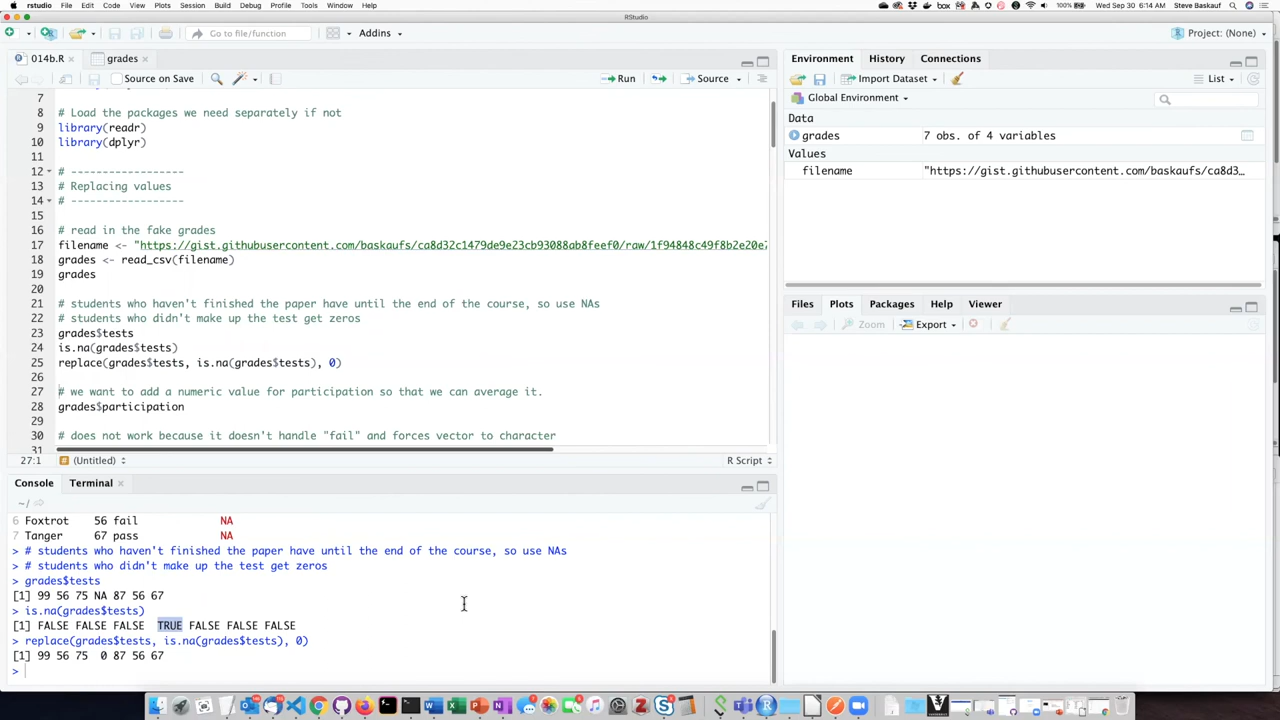 rstudio File Edit Code View Plots Session Build Debug Profile Tools Window Help 100% Wed Sep 30 6:14 AM Steve Baskauf
RStudio
Go to file/function Addins Project: (None)
014b.R grades
Source on Save Run Source
7
8 # Load the packages we need separately if not
9 library(readr)
10 library(dplyr)
11
12 # ------------------
13 # Replacing values
14 # ------------------
15
16 # read in the fake grades
17 filename <- "https://gist.githubusercontent.com/baskaufs/ca8d32c1479de9e23cb93088ab8feef0/raw/1f94848c49f8b2e20e7
18 grades <- read_csv(filename)
19 grades
20
21 # students who haven't finished the paper have until the end of the course, so use NAs
22 # students who didn't make up the test get zeros
23 grades$tests
24 is.na(grades$tests)
25 replace(grades$tests, is.na(grades$tests), 0)
26
27 # we want to add a numeric value for participation so that we can average it.
28 grades$participation
29
30 # does not work because it doesn't handle "fail" and forces vector to character
31
27:1 (Untitled) R Script
Console Terminal
~/
6 Foxtrot 56 fail NA
7 Tanger 67 pass NA
> # students who haven't finished the paper have until the end of the course, so use NAs
> # students who didn't make up the test get zeros
> grades$tests
[1] 99 56 75 NA 87 56 67
> is.na(grades$tests)
[1] FALSE FALSE FALSE TRUE FALSE FALSE FALSE
> replace(grades$tests, is.na(grades$tests), 0)
[1] 99 56 75 0 87 56 67
>
Environment History Connections
Import Dataset List
Global Environment
Data
grades 7 obs. of 4 variables
Values
filename "https://gist.githubusercontent.com/baskaufs/ca8d3…
Files Plots Packages Help Viewer
Zoom Export